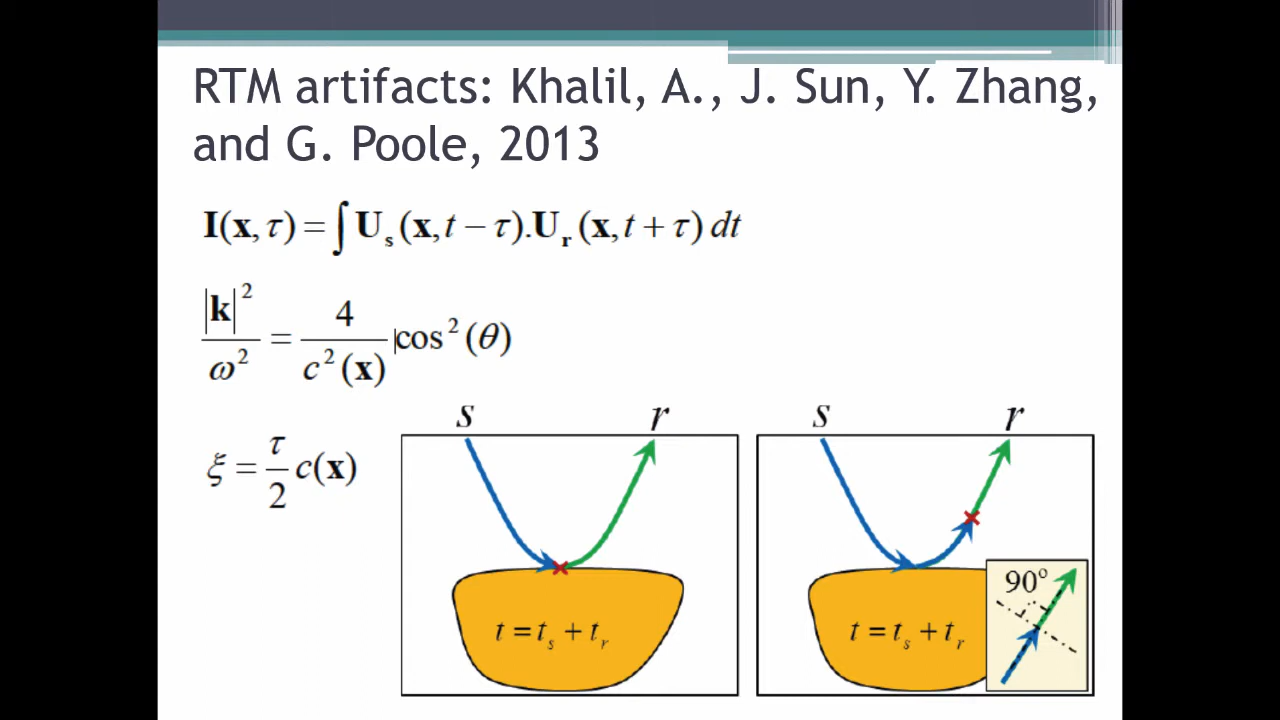 RTM artifacts: Khalil, A., J. Sun, Y. Zhang,
and G. Poole, 2013
I(x,τ) = ∫ U_s (x,t − τ).U_r (x,t + τ) dt
|k|² / ω² = 4 / c²(x) cos²(θ)
ξ = τ / 2 c(x)
s r s r
90°
t = t_s + t_r t = t_s + t_r